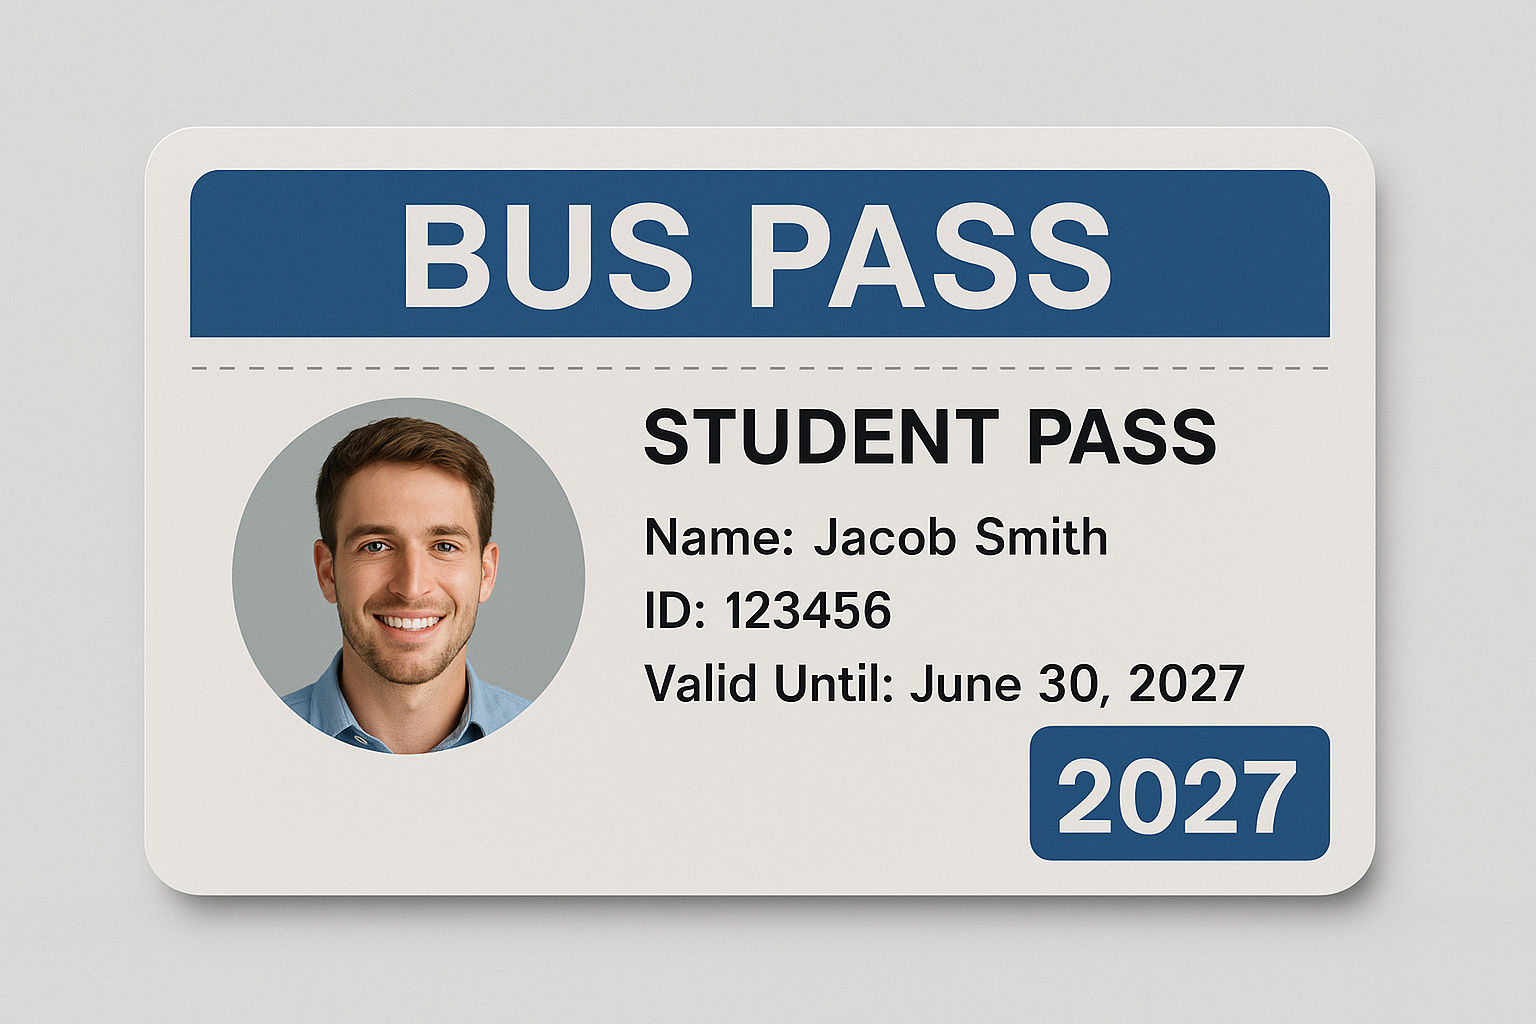 BUS PASS
STUDENT PASS
Name: Jacob Smith
ID: 123456
Valid Until: June 30, 2027
2027